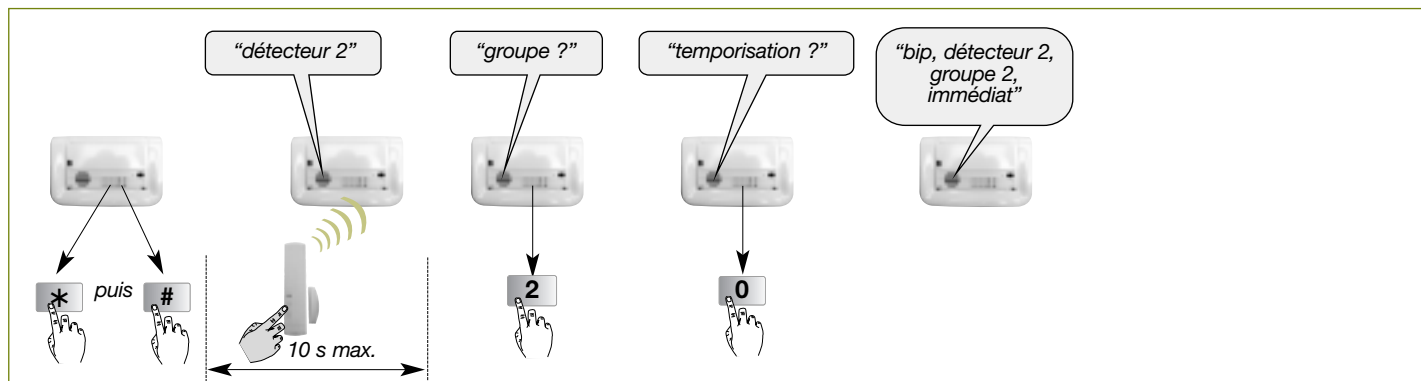 “détecteur 2”
“groupe ?”
“temporisation ?”
“bip, détecteur 2,
groupe 2,
immédiat”
* puis #
2
0
10 s max.